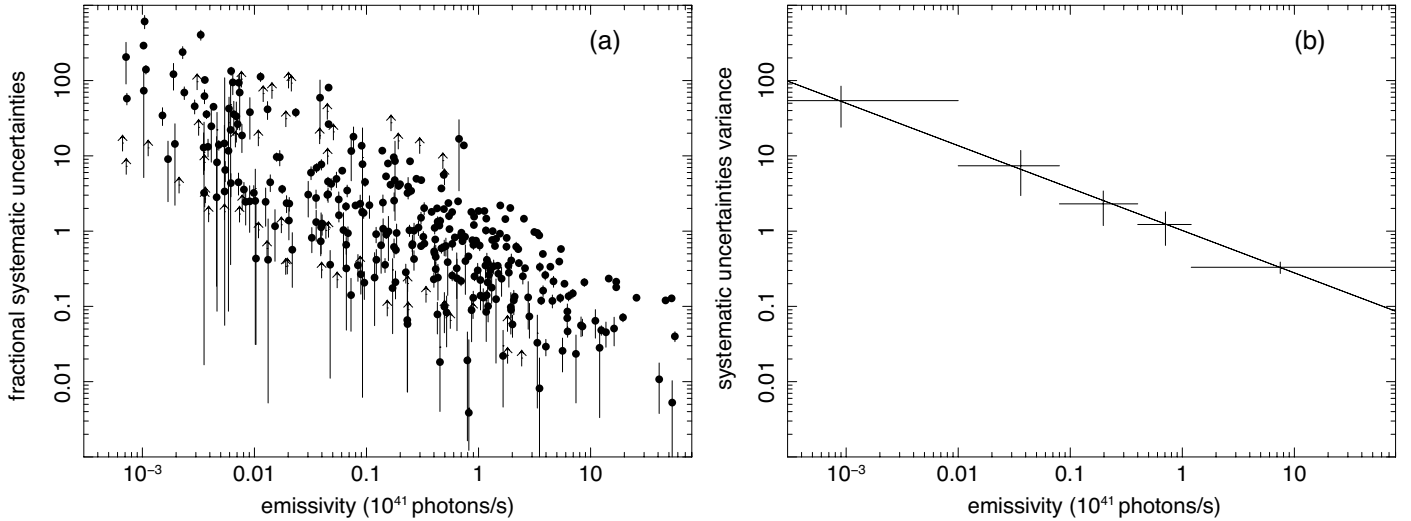 (a)
fractional systematic uncertainties
100
10
1
0.1
0.01
10⁻³ 0.01 0.1 1 10
emissivity (10⁴¹ photons/s)
(b)
systematic uncertainties variance
100
10
1
0.1
0.01
10⁻³ 0.01 0.1 1 10
emissivity (10⁴¹ photons/s)